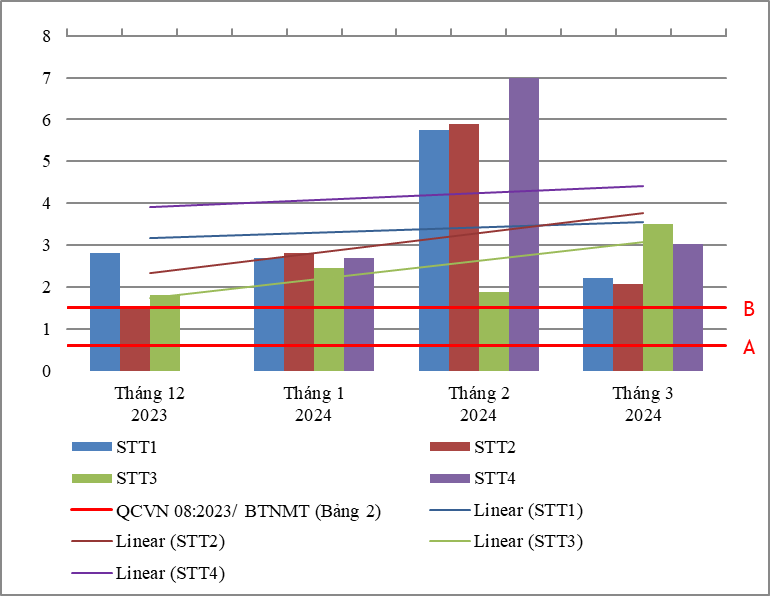 8
7
6
5
4
3
2
1
0
B
A
Tháng 12
2023
Tháng 1
2024
Tháng 2
2024
Tháng 3
2024
STT1
STT2
STT3
STT4
QCVN 08:2023/ BTNMT (Bảng 2)
Linear (STT1)
Linear (STT2)
Linear (STT3)
Linear (STT4)